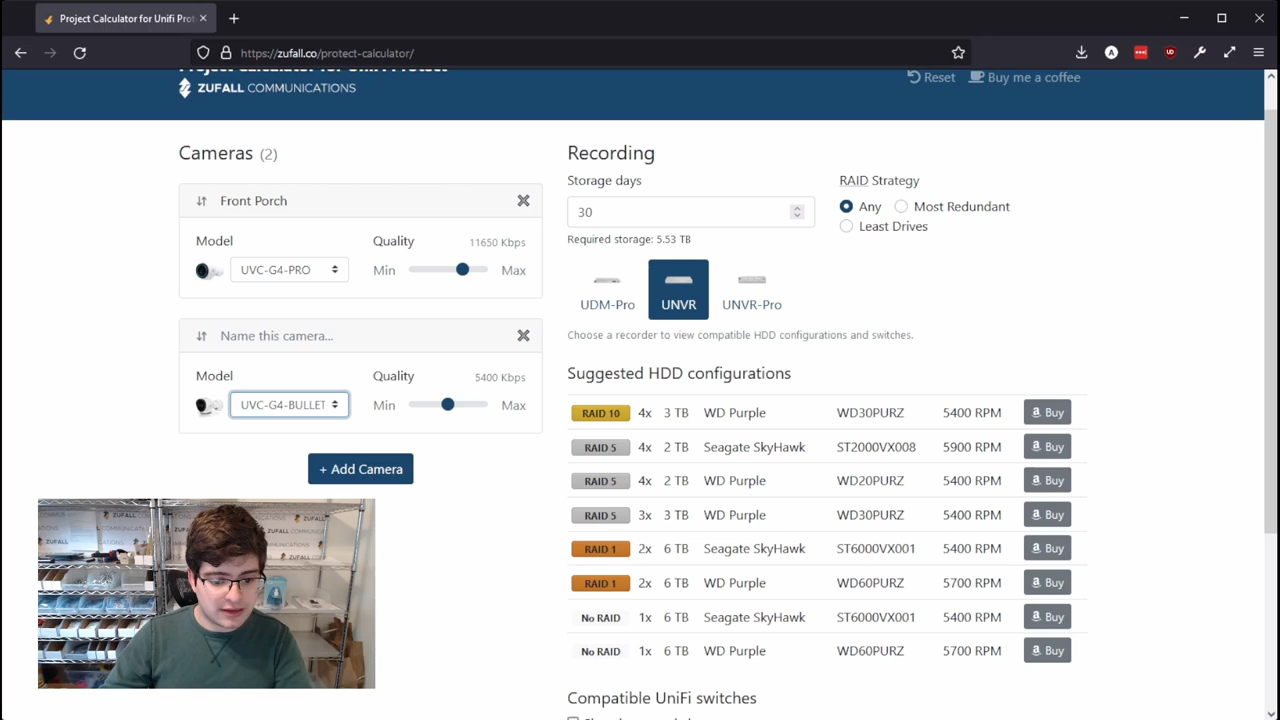 Project Calculator for Unifi Prot
https://zufall.co/protect-calculator/
Project Calculator for UniFi Protect
ZUFALL COMMUNICATIONS
Reset
Buy me a coffee
Cameras (2)
Front Porch
Model
Quality
11650 Kbps
UVC-G4-PRO
Min
Max
Name this camera...
Model
Quality
5400 Kbps
UVC-G4-BULLET
Min
Max
+ Add Camera
Recording
Storage days
30
Required storage: 5.53 TB
RAID Strategy
Any
Most Redundant
Least Drives
UDM-Pro
UNVR
UNVR-Pro
Choose a recorder to view compatible HDD configurations and switches.
Suggested HDD configurations
RAID 10 4x 3 TB WD Purple WD30PURZ 5400 RPM Buy
RAID 5 4x 2 TB Seagate SkyHawk ST2000VX008 5900 RPM Buy
RAID 5 4x 2 TB WD Purple WD20PURZ 5400 RPM Buy
RAID 5 3x 3 TB WD Purple WD30PURZ 5400 RPM Buy
RAID 1 2x 6 TB Seagate SkyHawk ST6000VX001 5400 RPM Buy
RAID 1 2x 6 TB WD Purple WD60PURZ 5700 RPM Buy
No RAID 1x 6 TB Seagate SkyHawk ST6000VX001 5400 RPM Buy
No RAID 1x 6 TB WD Purple WD60PURZ 5700 RPM Buy
Compatible UniFi switches